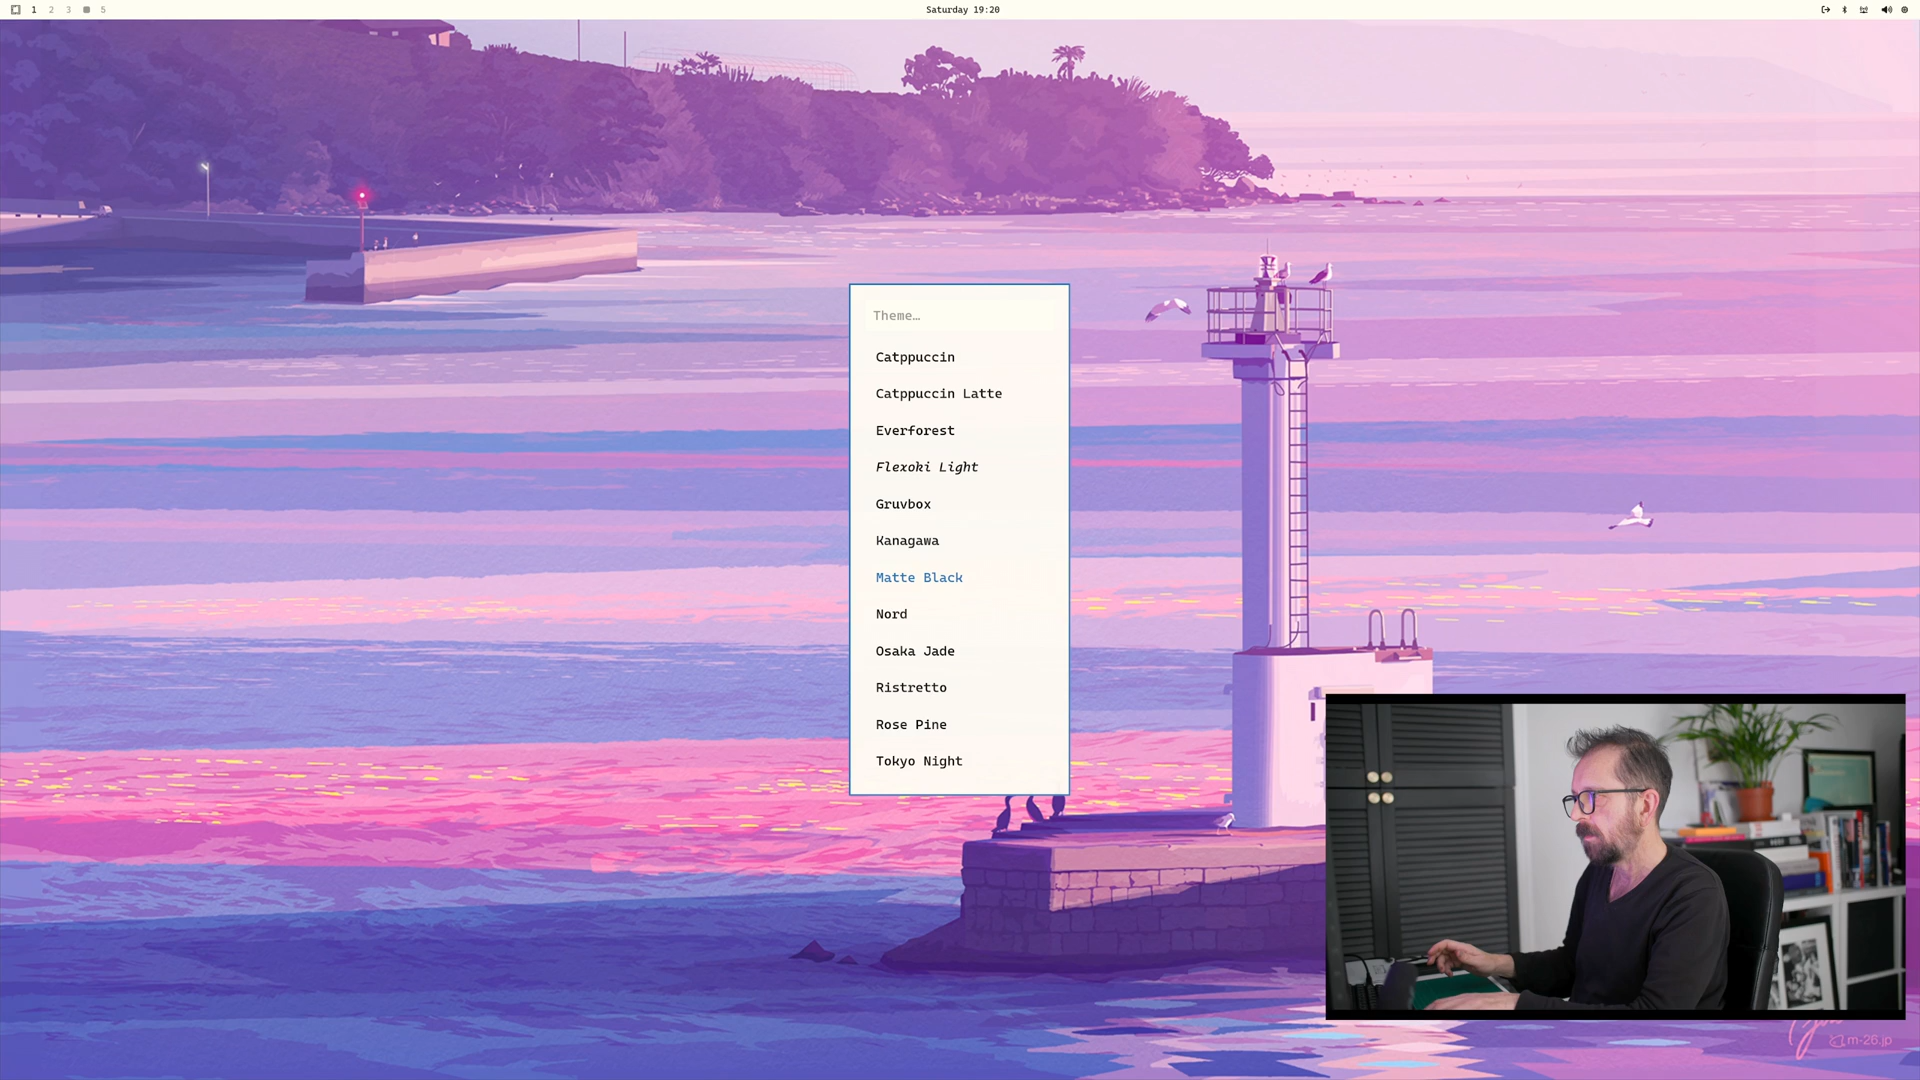 1 2 3 5
Saturday 19:20
Theme…
Catppuccin
Catppuccin Latte
Everforest
Flexoki Light
Gruvbox
Kanagawa
Matte Black
Nord
Osaka Jade
Ristretto
Rose Pine
Tokyo Night
m-26.jp